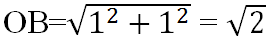 OB=√1² + 1² = √2